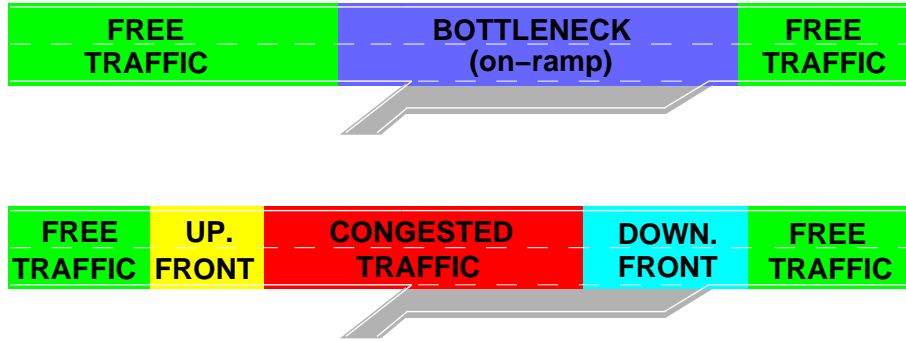 FREE
TRAFFIC
BOTTLENECK
(on−ramp)
FREE
TRAFFIC
FREE
TRAFFIC
UP.
FRONT
CONGESTED
TRAFFIC
DOWN.
FRONT
FREE
TRAFFIC